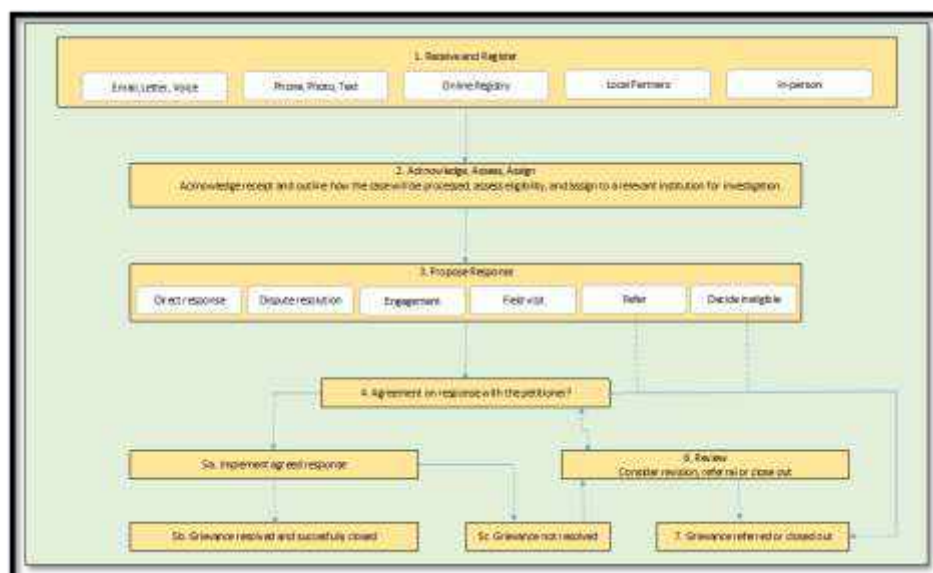 1. Receive and Register
Email, Letter, Voice
Phone, Photo, Text
Online Registry
Local Partners
In-person
2. Acknowledge, Assess, Assign
Acknowledge receipt and outline how the case will be processed, assess eligibility, and assign to a relevant institution for investigation.
3. Propose Response
Direct response
Dispute resolution
Engagement
Field visit
Refer
Decide ineligible
4. Agreement on response with the petitioner?
5a. Implement agreed response
6. Review
Consider revision, referral or close out
5b. Grievance resolved and succesfully closed
5c. Grievance not resolved
7. Grievance referred or closed out